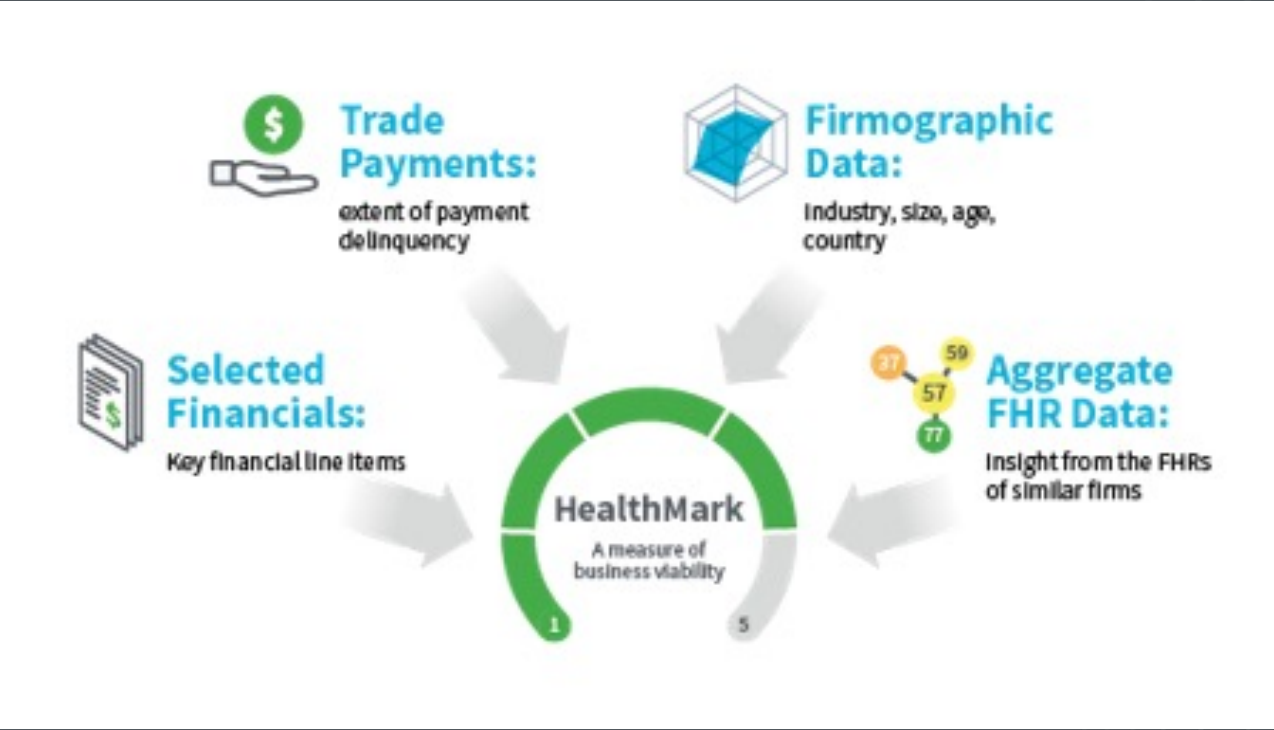 $
Trade
Payments:
extent of payment
delinquency
Firmographic
Data:
Industry, size, age,
country
$
Selected
Financials:
Key financial line items
37
59
57
77
Aggregate
FHR Data:
Insight from the FHRs
of similar firms
HealthMark
A measure of
business viability
1
5